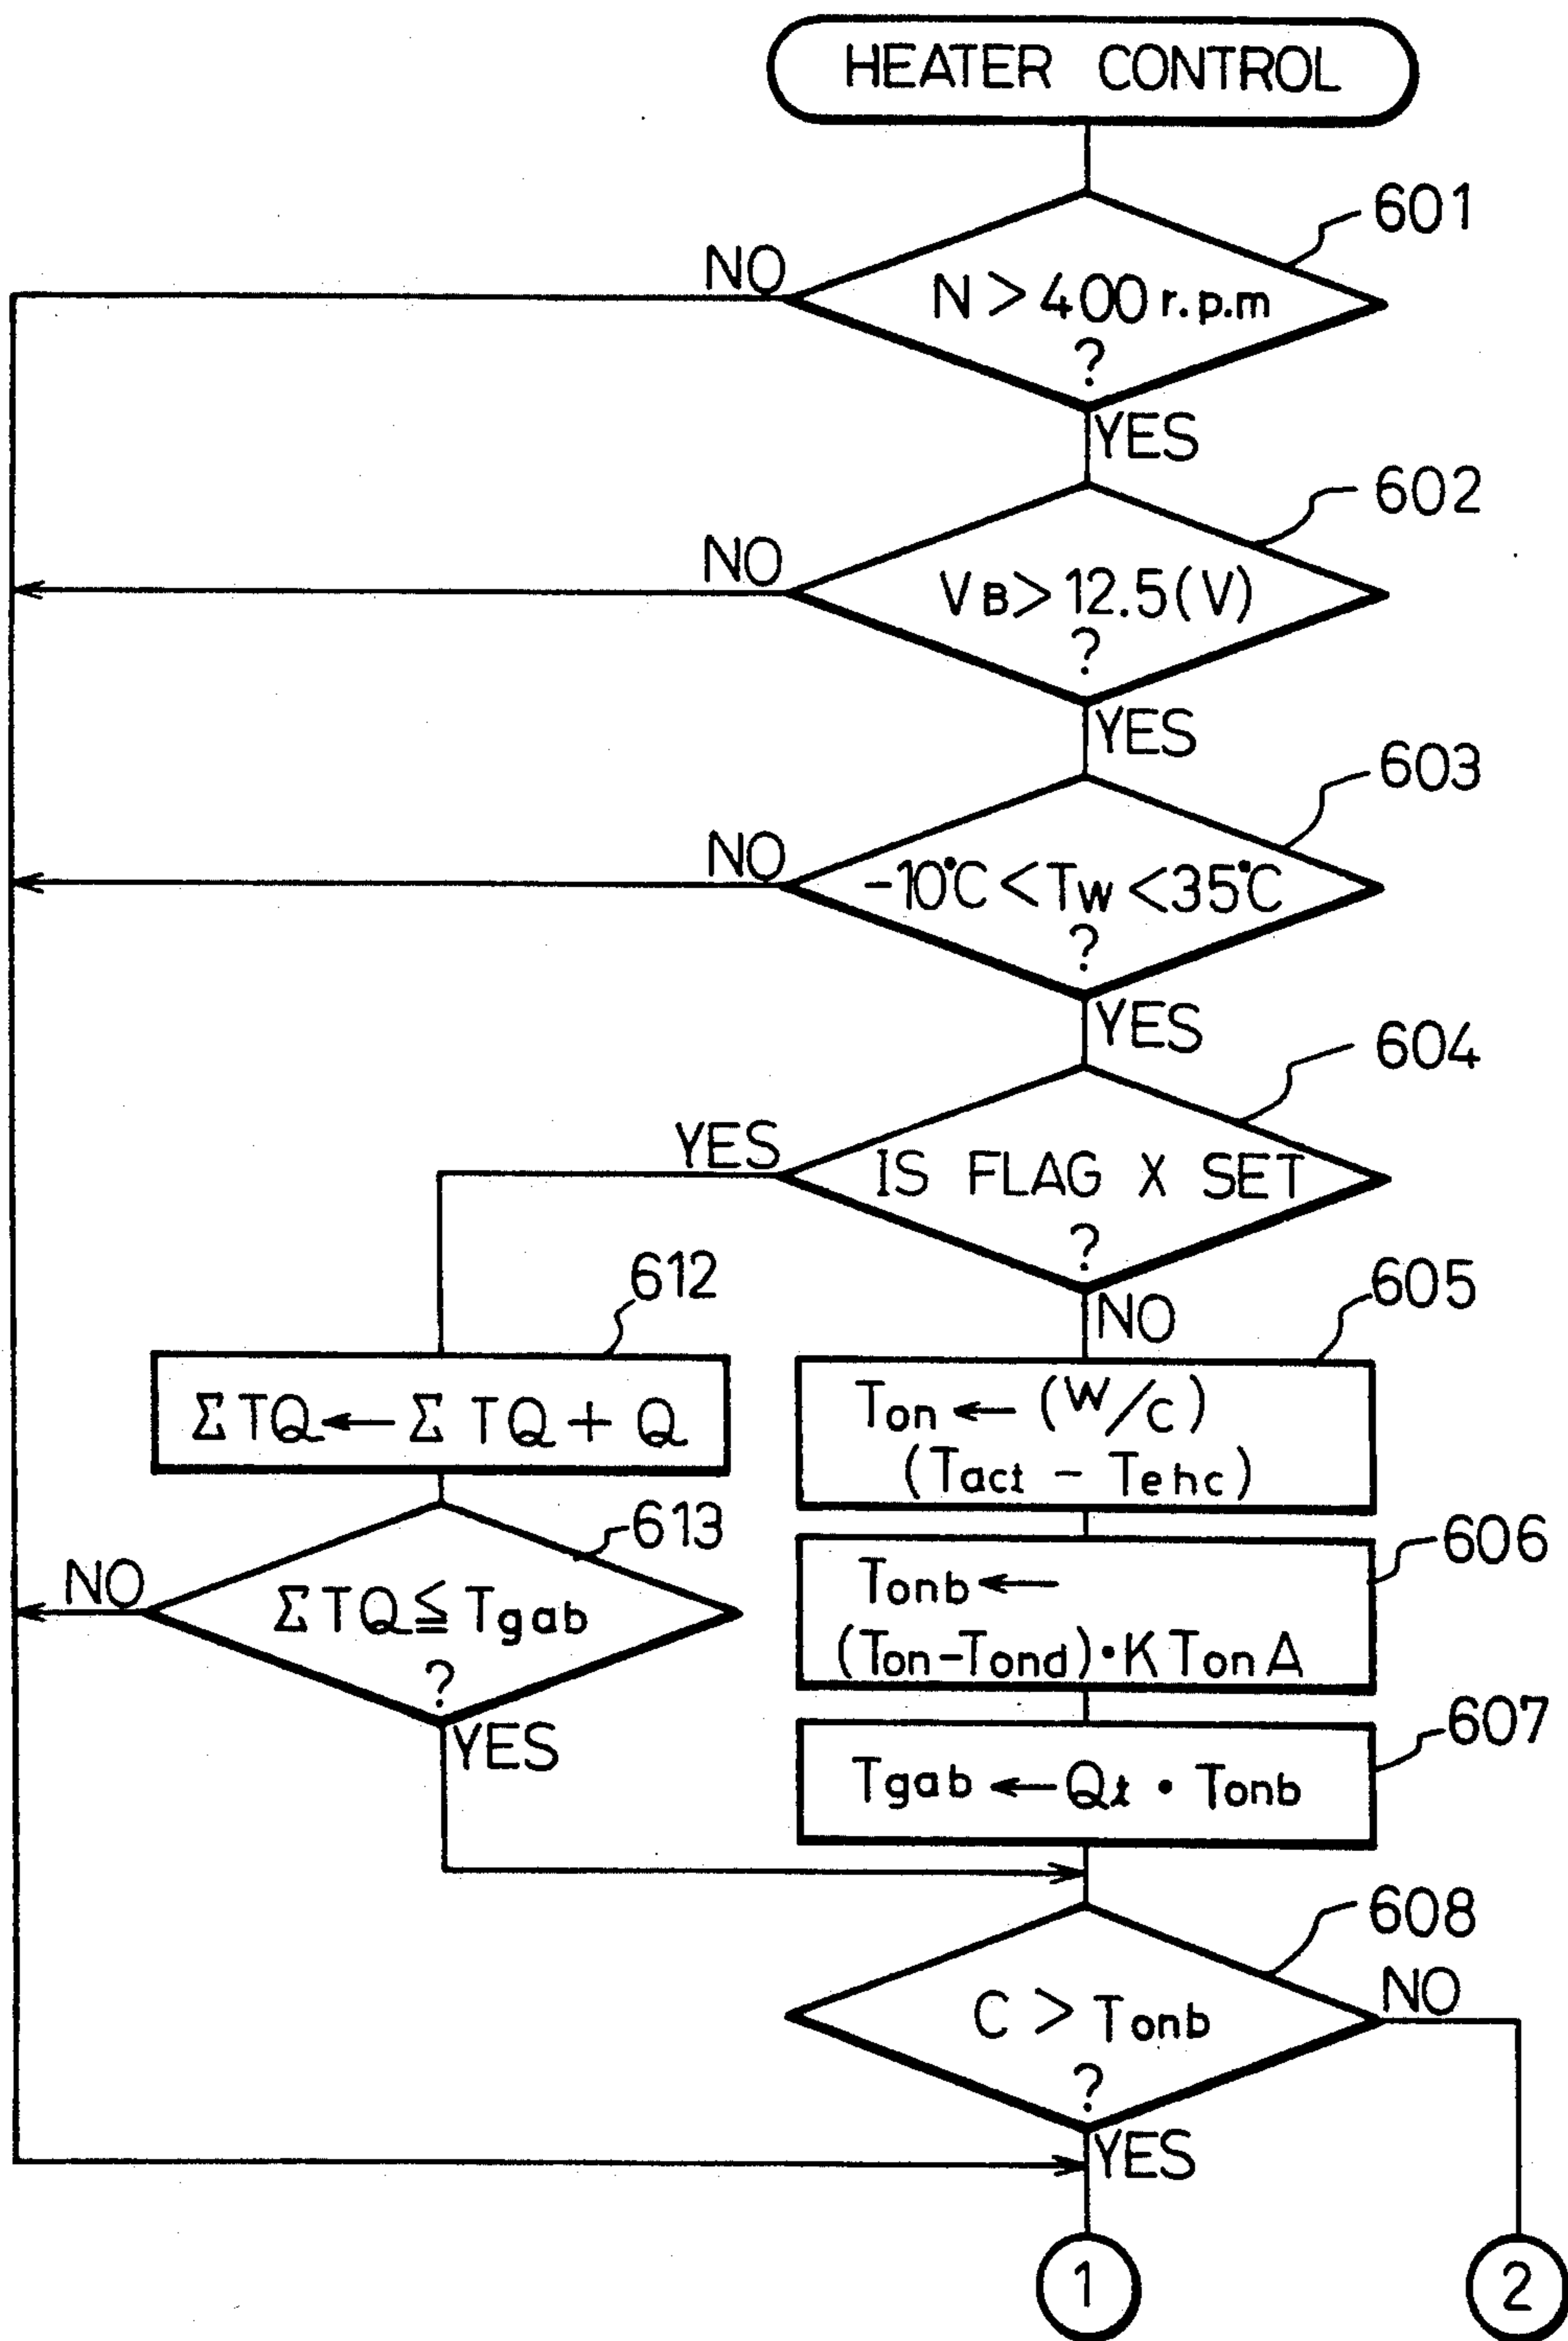 HEATER CONTROL
601
NO
N > 400 r.p.m
?
YES
602
NO
VB > 12.5 (V)
?
YES
603
NO
-10°C < TW < 35°C
?
YES
604
YES
IS FLAG X SET
?
NO
612
605
ΣTQ ← ΣTQ + Q
Ton ← (W/C)
(Tact - Tehc)
613
606
NO
ΣTQ ≦ Tgab
?
YES
Tonb ←
(Ton-Tond)・KTonA
607
Tgab ← Qt・Tonb
608
NO
C > Tonb
?
YES
1
2